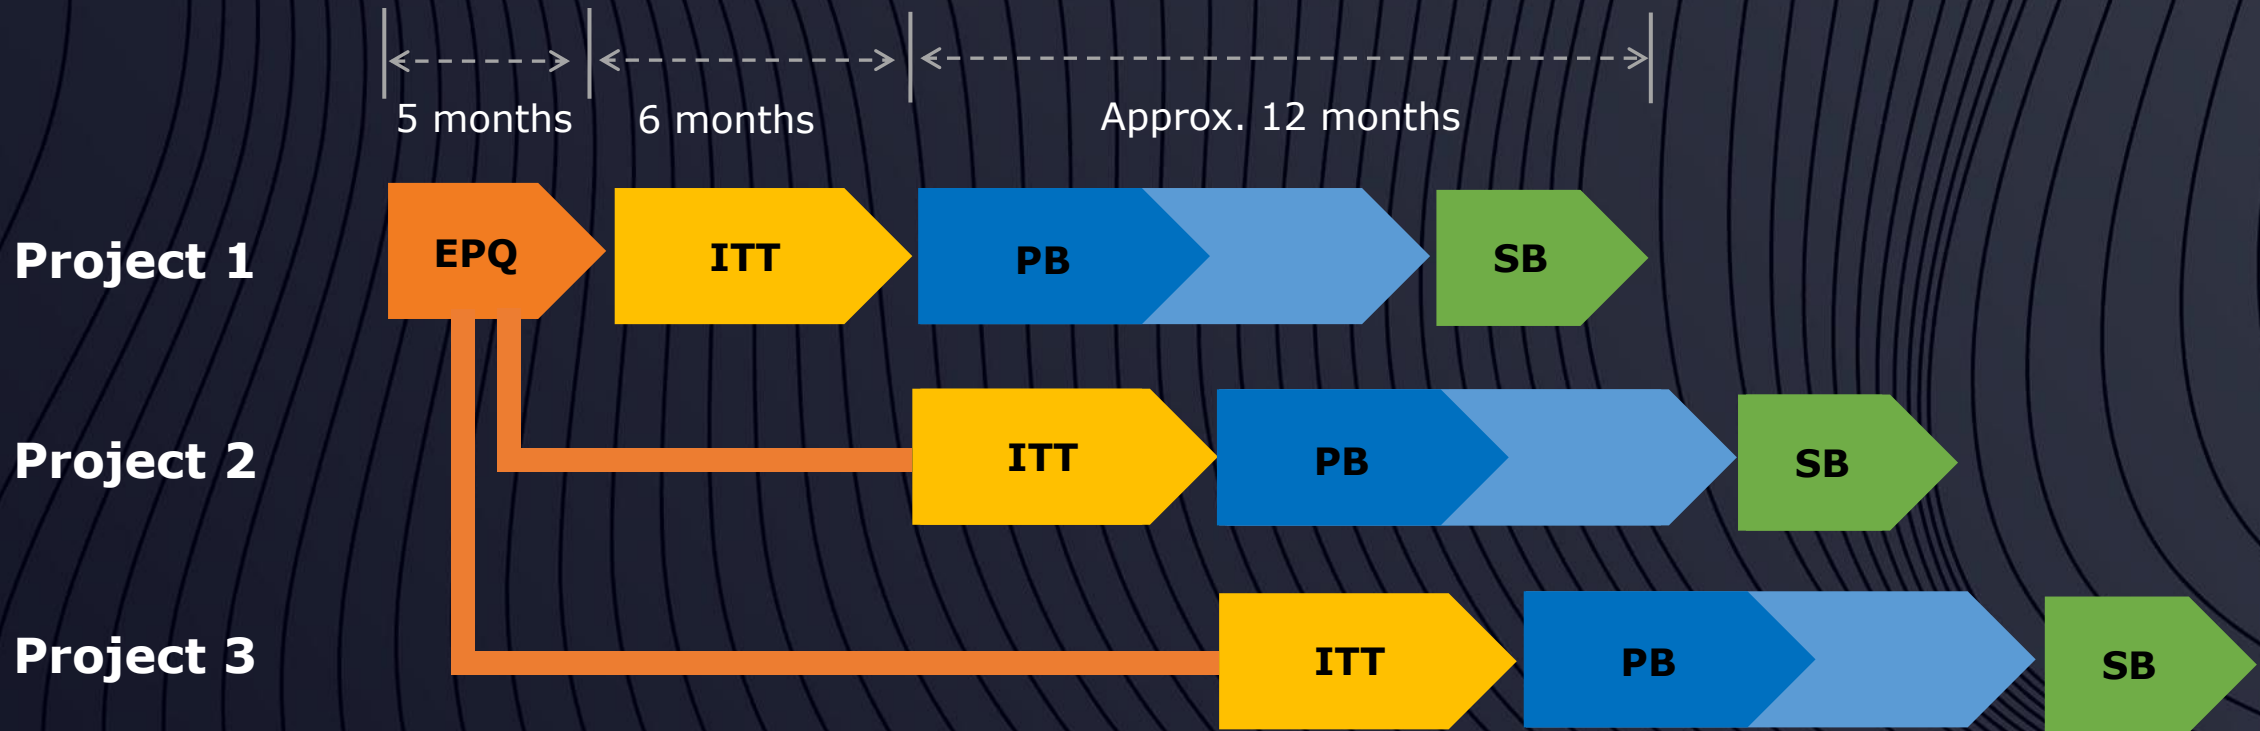 5 months
6 months
Approx. 12 months
Project 1
EPQ
ITT
PB
SB
Project 2
ITT
PB
SB
Project 3
ITT
PB
SB